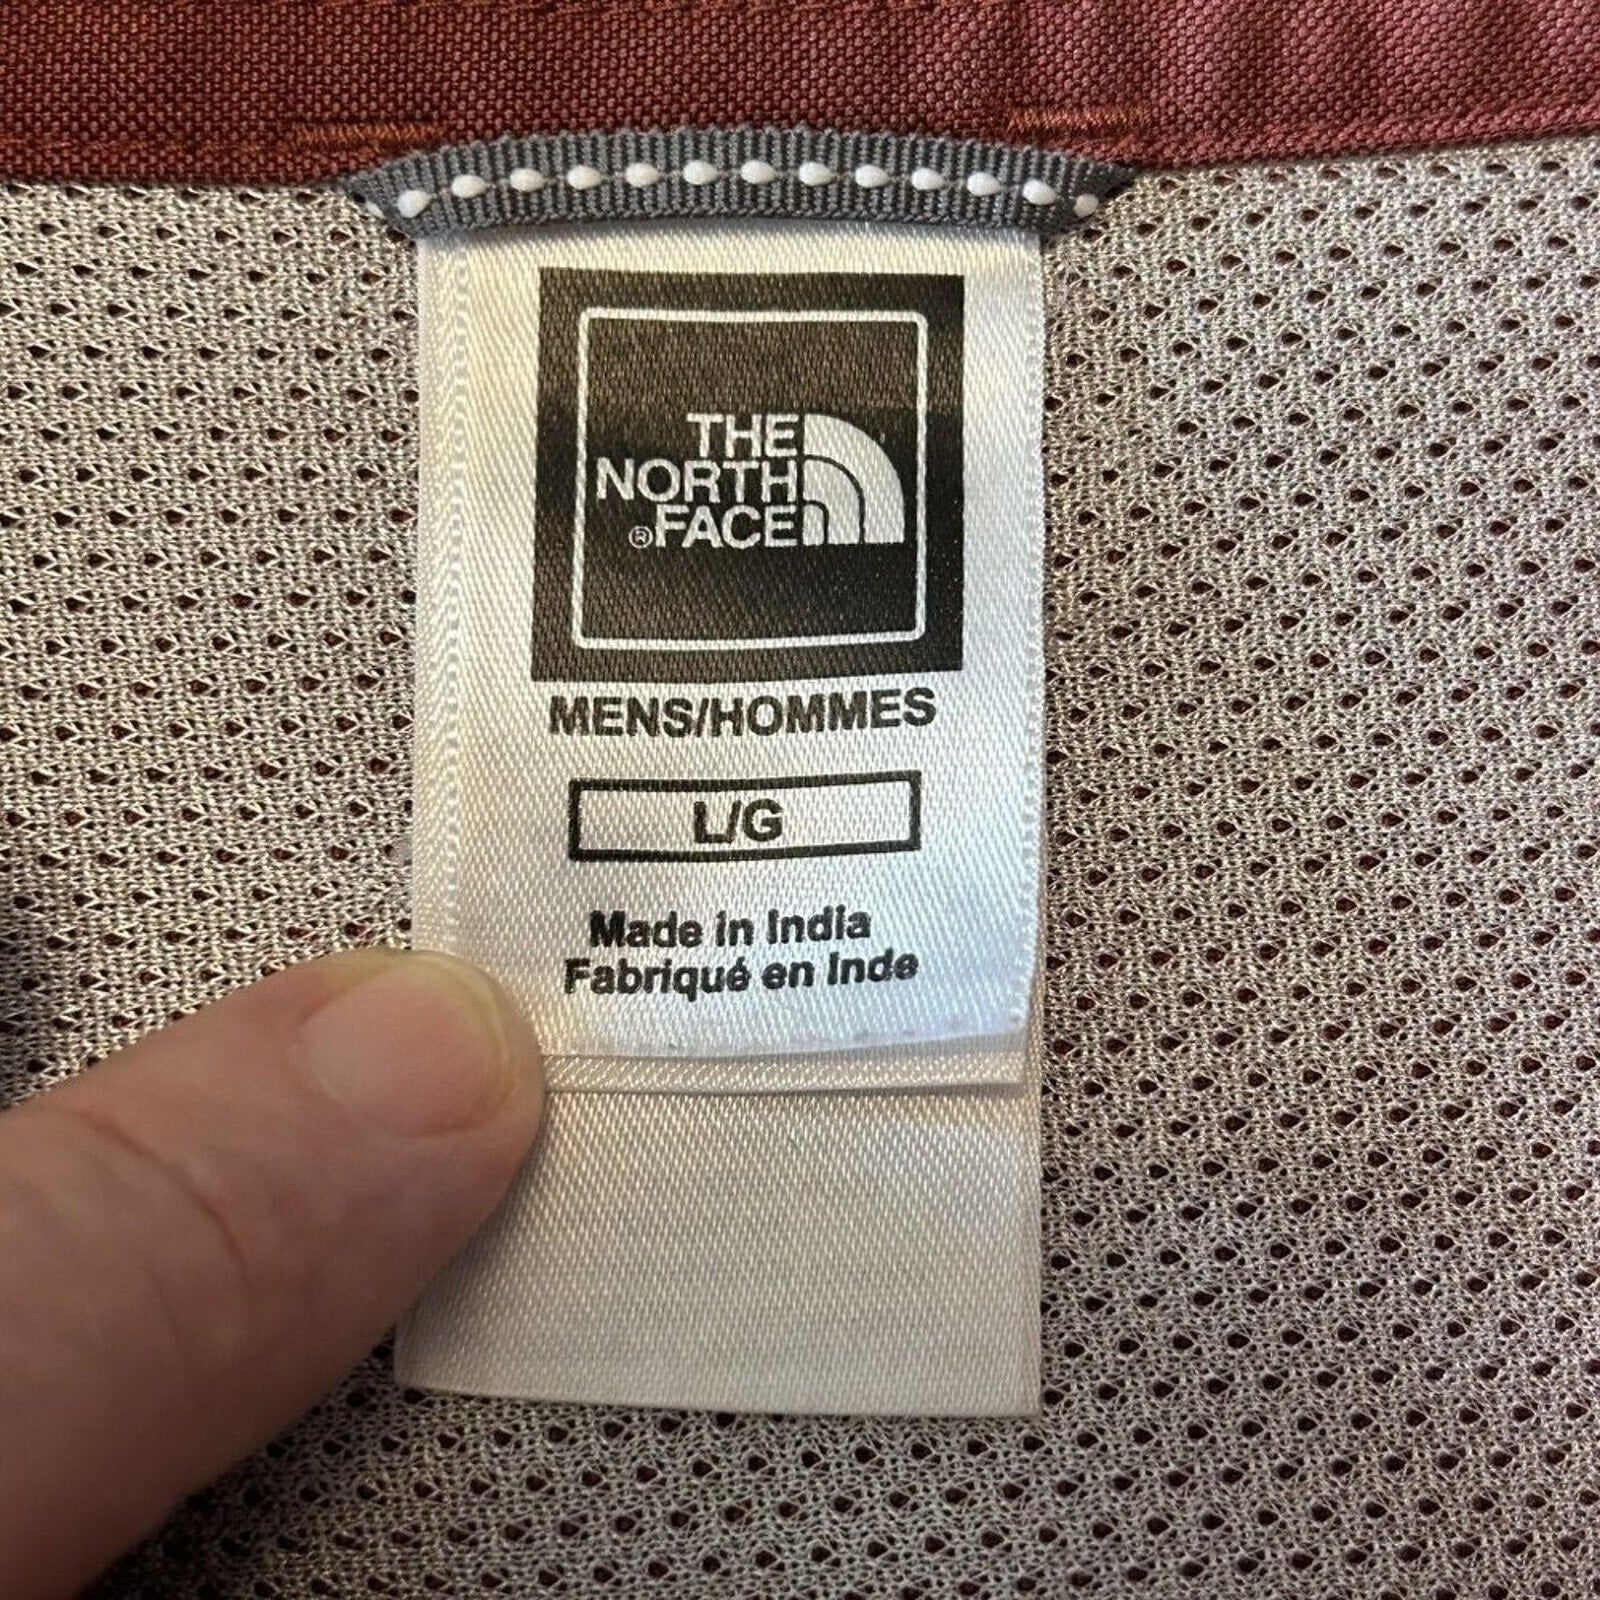 THE
NORTH
®FACE
MENS/HOMMES
L/G
Made in India
Fabriqué en Inde